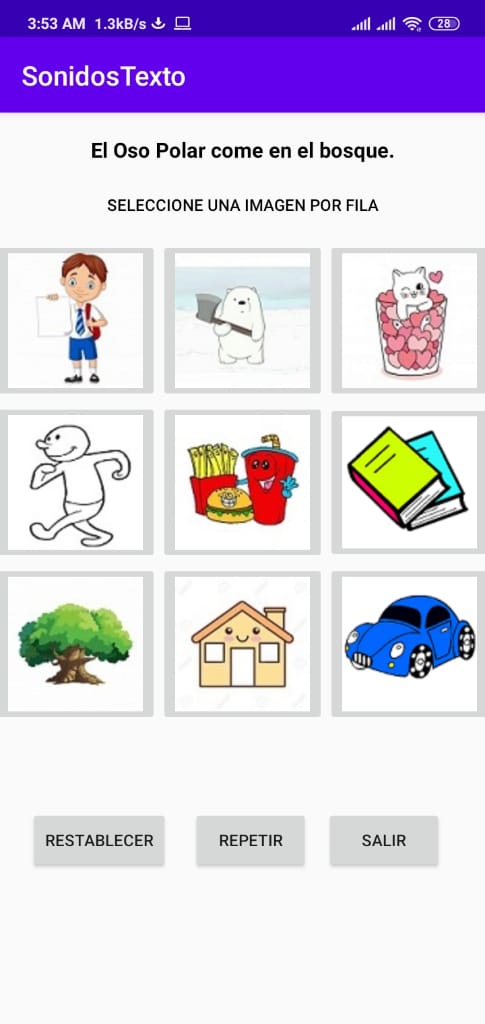 3:53 AM 1.3kB/s 28
SonidosTexto
El Oso Polar come en el bosque.
SELECCIONE UNA IMAGEN POR FILA
RESTABLECER REPETIR SALIR